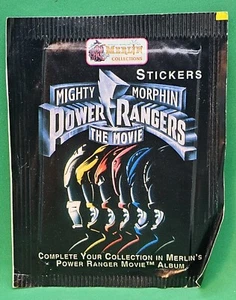 MERLIN
COLLECTIONS
STICKERS
MIGHTY MORPHIN
POWER RANGERS
THE MOVIE
COMPLETE YOUR COLLECTION IN MERLIN'S
POWER RANGER MOVIE™ ALBUM